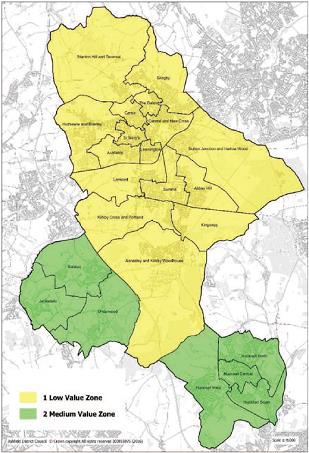 Stanton Hill and Teversal
Skegby
The Dales
Carsic
Central and New Cross
Huthwaite and Brierley
St Mary's
Ashfields
Leamington
Sutton Junction and Harlow Wood
Larwood
Summit
Abbey Hill
Kirkby Cross and Portland
Kingsway
Annesley and Kirkby Woodhouse
Selston
Jacksdale
Underwood
Hucknall North
Hucknall Central
Hucknall West
Hucknall South
1 Low Value Zone
2 Medium Value Zone
Ashfield District Council © Crown copyright All rights reserved